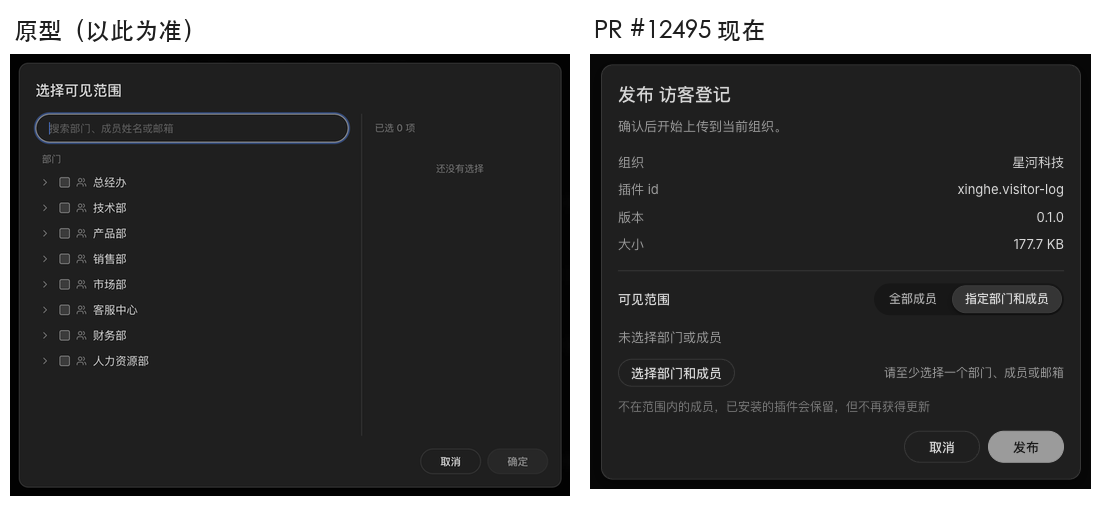 原型（以此为准）
选择可见范围
搜索部门、成员姓名或邮箱
已选 0 项
部门
还没有选择
总经办
技术部
产品部
销售部
市场部
客服中心
财务部
人力资源部
取消
确定
PR #12495 现在
发布 访客登记
确认后开始上传到当前组织。
组织 星河科技
插件 id xinghe.visitor-log
版本 0.1.0
大小 177.7 KB
可见范围 全部成员 指定部门和成员
未选择部门或成员
选择部门和成员 请至少选择一个部门、成员或邮箱
不在范围内的成员，已安装的插件会保留，但不再获得更新
取消 发布